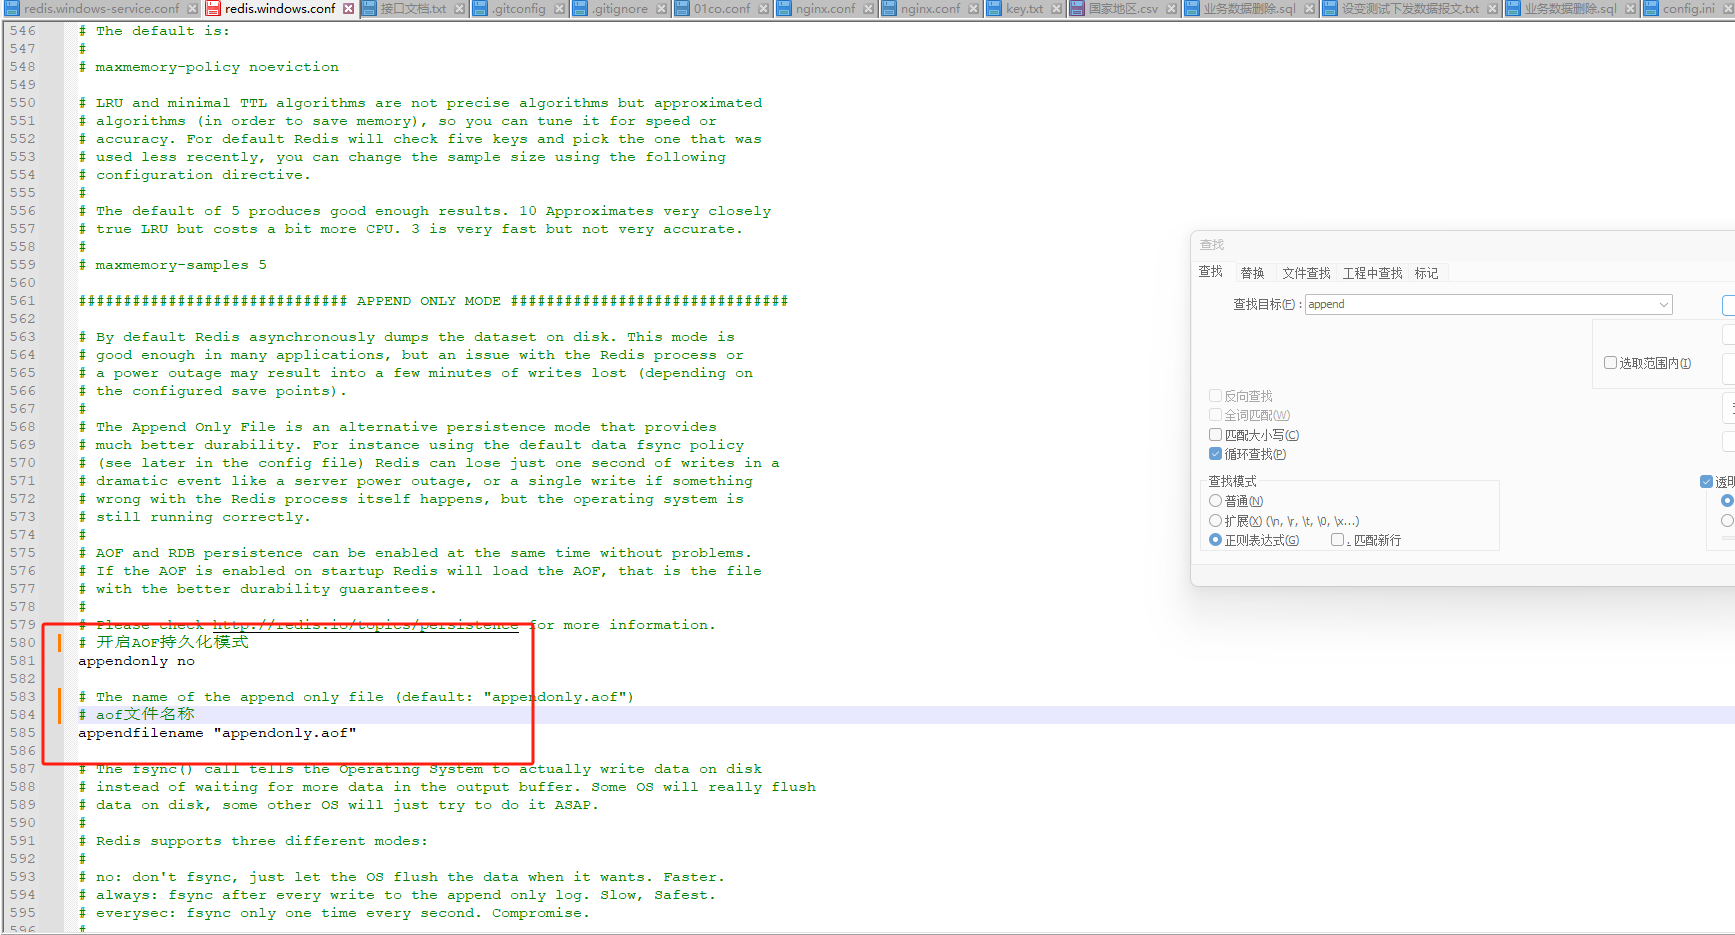 redis.windows-service.conf redis.windows.conf 接口文档.txt .gitconfig .gitignore 01co.conf nginx.conf nginx.conf key.txt 国家地区.csv 业务数据删除.sql 设变测试下发数据报文.txt 业务数据删除.sql config.ini
546 # The default is:
547 #
548 # maxmemory-policy noeviction
549
550 # LRU and minimal TTL algorithms are not precise algorithms but approximated
551 # algorithms (in order to save memory), so you can tune it for speed or
552 # accuracy. For default Redis will check five keys and pick the one that was
553 # used less recently, you can change the sample size using the following
554 # configuration directive.
555 #
556 # The default of 5 produces good enough results. 10 Approximates very closely
557 # true LRU but costs a bit more CPU. 3 is very fast but not very accurate.
558 #
559 # maxmemory-samples 5
560
561 ############################## APPEND ONLY MODE ###############################
562
563 # By default Redis asynchronously dumps the dataset on disk. This mode is
564 # good enough in many applications, but an issue with the Redis process or
565 # a power outage may result into a few minutes of writes lost (depending on
566 # the configured save points).
567 #
568 # The Append Only File is an alternative persistence mode that provides
569 # much better durability. For instance using the default data fsync policy
570 # (see later in the config file) Redis can lose just one second of writes in a
571 # dramatic event like a server power outage, or a single write if something
572 # wrong with the Redis process itself happens, but the operating system is
573 # still running correctly.
574 #
575 # AOF and RDB persistence can be enabled at the same time without problems.
576 # If the AOF is enabled on startup Redis will load the AOF, that is the file
577 # with the better durability guarantees.
578 #
579 # Please check http://redis.io/topics/persistence for more information.
580 # 开启AOF持久化模式
581 appendonly no
582
583 # The name of the append only file (default: "appendonly.aof")
584 # aof文件名称
585 appendfilename "appendonly.aof"
586
587 # The fsync() call tells the Operating System to actually write data on disk
588 # instead of waiting for more data in the output buffer. Some OS will really flush
589 # data on disk, some other OS will just try to do it ASAP.
590 #
591 # Redis supports three different modes:
592 #
593 # no: don't fsync, just let the OS flush the data when it wants. Faster.
594 # always: fsync after every write to the append only log. Slow, Safest.
595 # everysec: fsync only one time every second. Compromise.
596 #
查找
查找 替换 文件查找 工程中查找 标记
查找目标(F) : append
选取范围内(I)
反向查找
全词匹配(W)
匹配大小写(C)
循环查找(P)
查找模式
普通(N)
扩展(X) (\n, \r, \t, \0, \x...)
正则表达式(G) . 匹配新行
透明